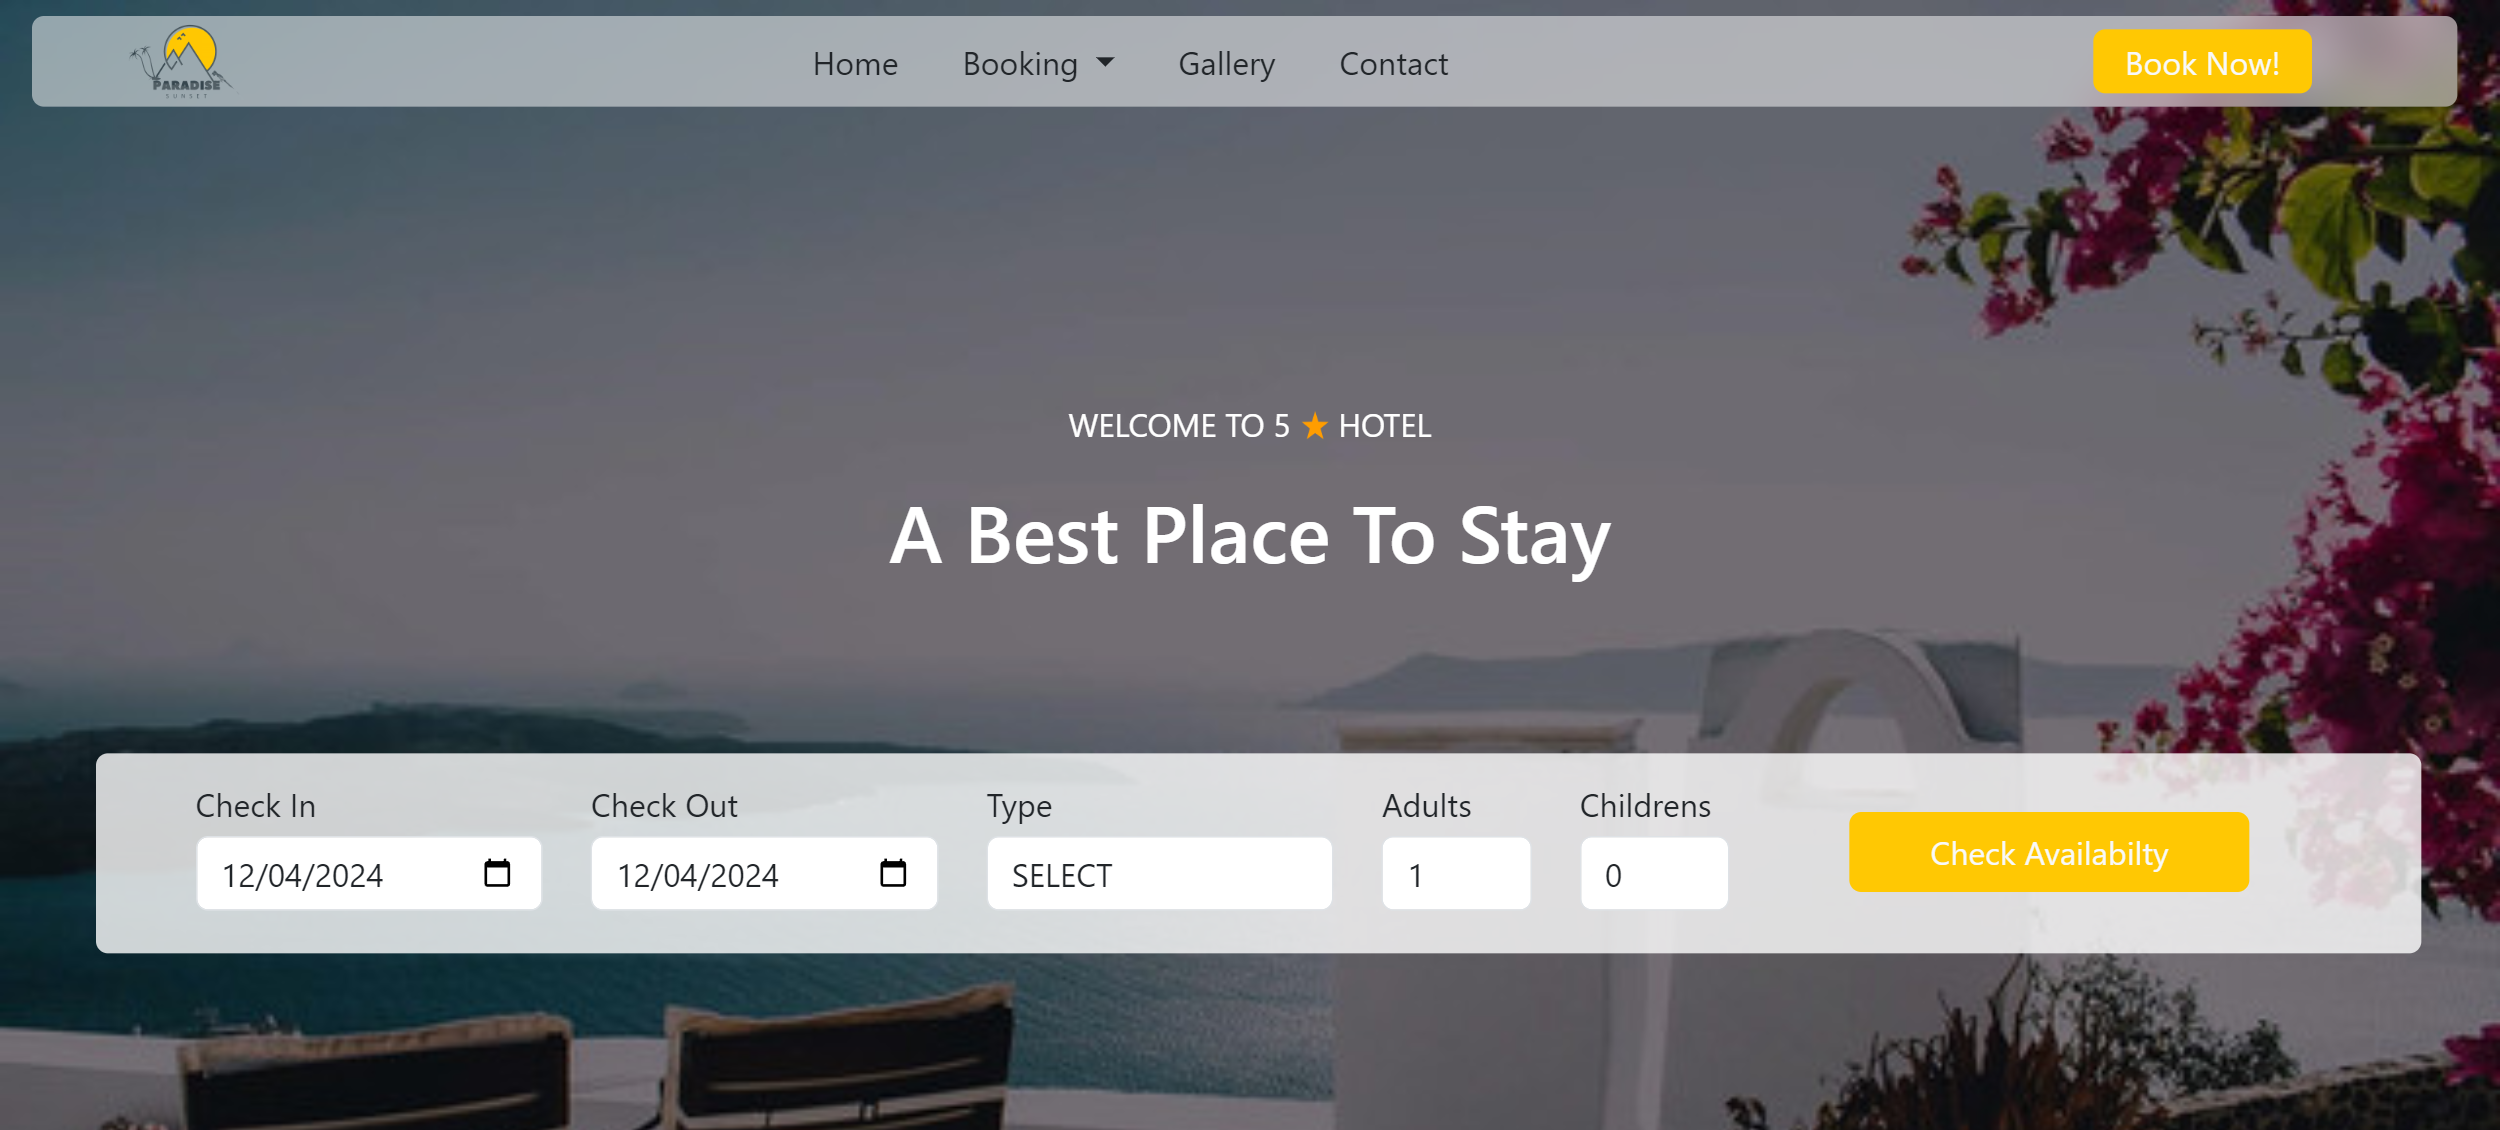 PARADISE
SUNSET
Home Booking Gallery Contact Book Now!
WELCOME TO 5 ★ HOTEL
A Best Place To Stay
Check In Check Out Type Adults Childrens
12/04/2024 12/04/2024 SELECT 1 0 Check Availabilty